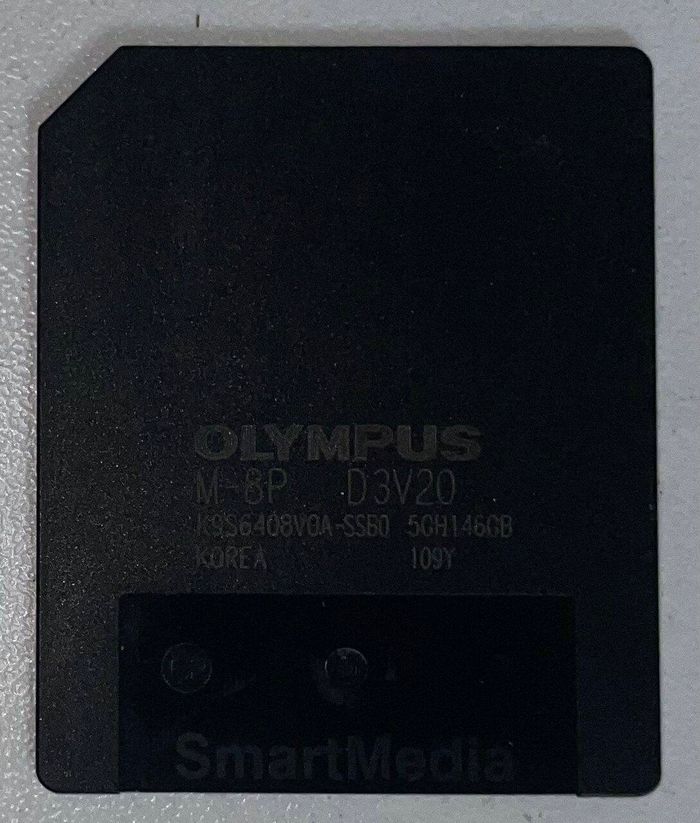 OLYMPUS
M-8P D3V20
K9S6408V0A-SSB0 5CH146GB
KOREA 109Y
SmartMedia